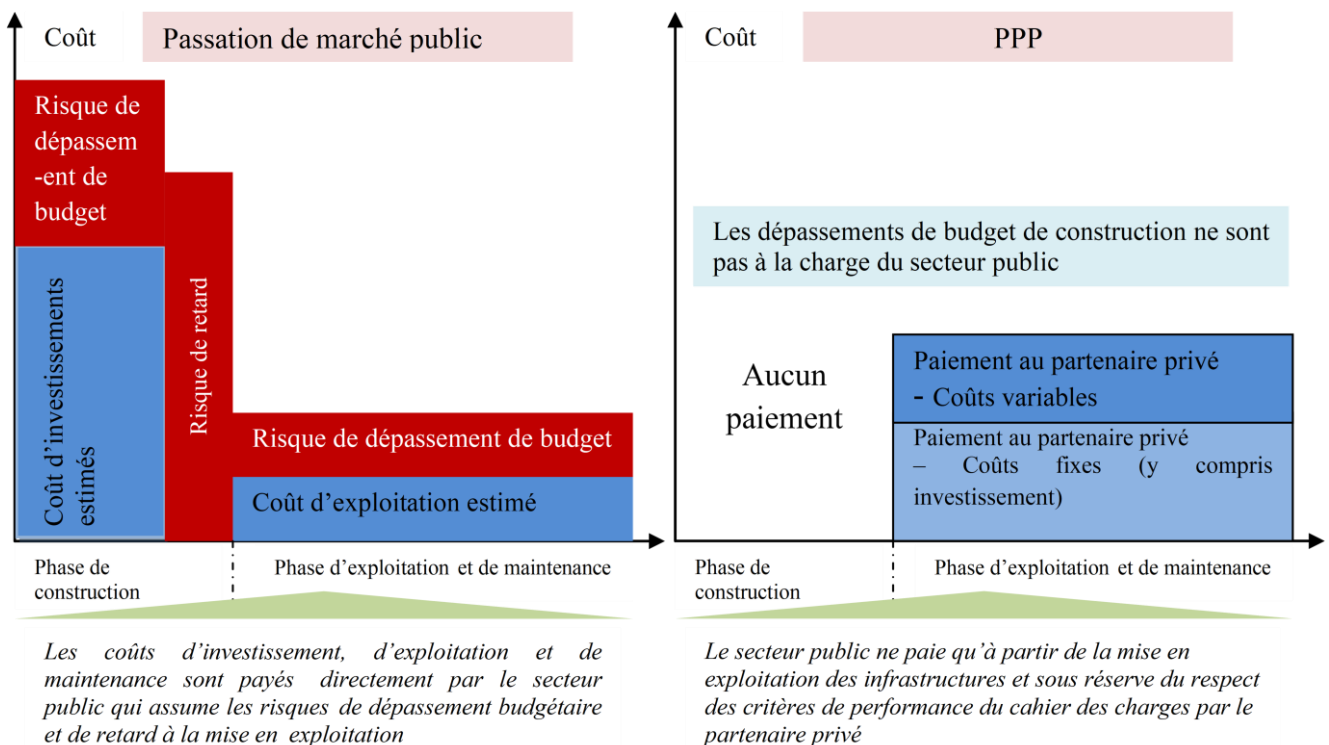 Coût
Passation de marché public
Risque de
dépassem
-ent de
budget
Coût d’investissements
estimés
Risque de retard
Risque de dépassement de budget
Coût d’exploitation estimé
Phase de
construction
Phase d’exploitation et de maintenance
Les coûts d’investissement, d’exploitation et de
maintenance sont payés directement par le secteur
public qui assume les risques de dépassement budgétaire
et de retard à la mise en exploitation
Coût
PPP
Les dépassements de budget de construction ne sont
pas à la charge du secteur public
Aucun
paiement
Paiement au partenaire privé
- Coûts variables
Paiement au partenaire privé
– Coûts fixes (y compris
investissement)
Phase de
construction
Phase d’exploitation et de maintenance
Le secteur public ne paie qu’à partir de la mise en
exploitation des infrastructures et sous réserve du respect
des critères de performance du cahier des charges par le
partenaire privé